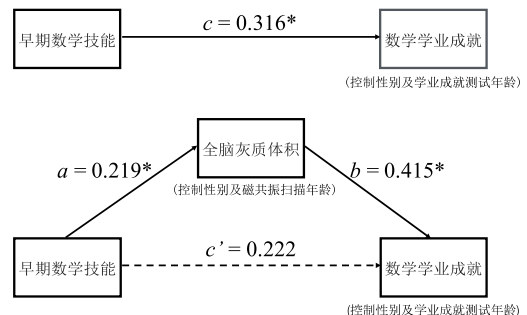 c = 0.316*
早期数学技能
数学学业成就
(控制性别及学业成就测试年龄)
全脑灰质体积
a = 0.219*
b = 0.415*
(控制性别及磁共振扫描年龄)
c’ = 0.222
早期数学技能
数学学业成就
(控制性别及学业成就测试年龄)